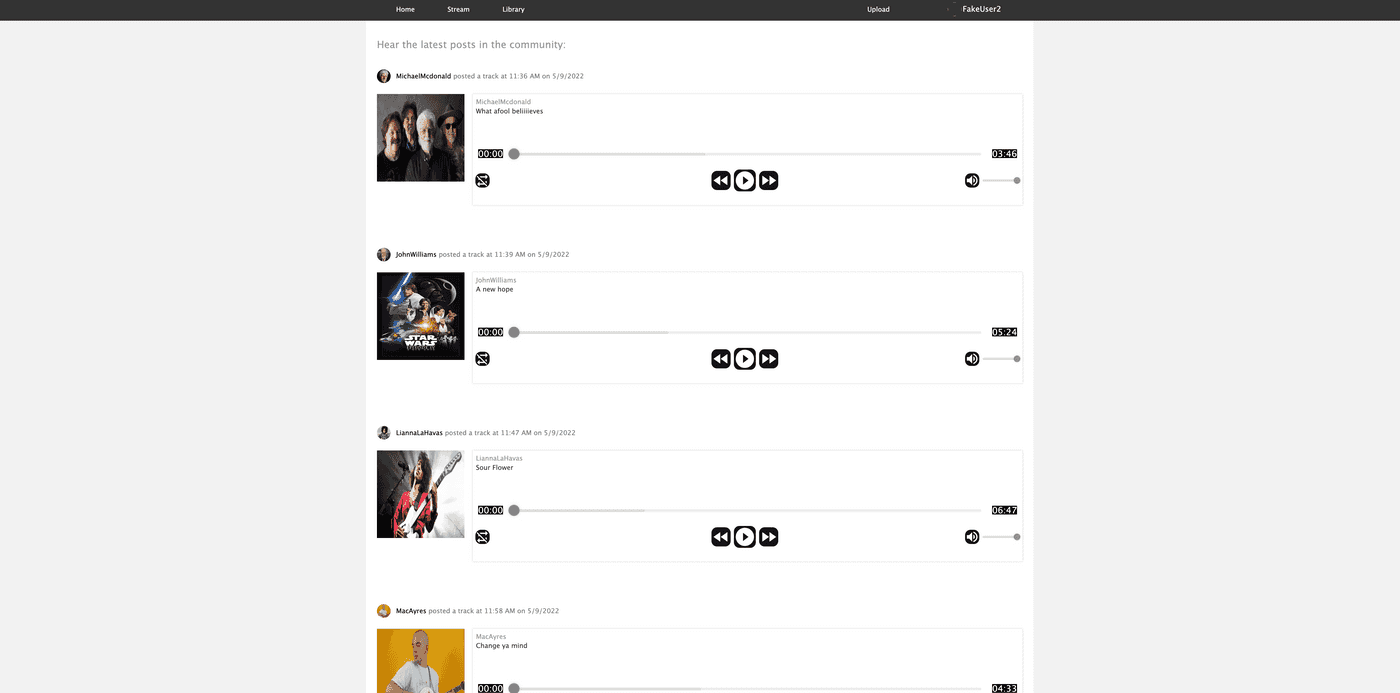 Home Stream Library Upload FakeUser2
Hear the latest posts in the community:
MichaelMcdonald posted a track at 11:36 AM on 5/9/2022
MichaelMcdonald
What afool beliiiieves
00:00 03:46
JohnWilliams posted a track at 11:39 AM on 5/9/2022
JohnWilliams
A new hope
00:00 05:24
STAR
WARS
LiannaLaHavas posted a track at 11:47 AM on 5/9/2022
LiannaLaHavas
Sour Flower
00:00 06:47
MacAyres posted a track at 11:58 AM on 5/9/2022
MacAyres
Change ya mind
00:00 04:33